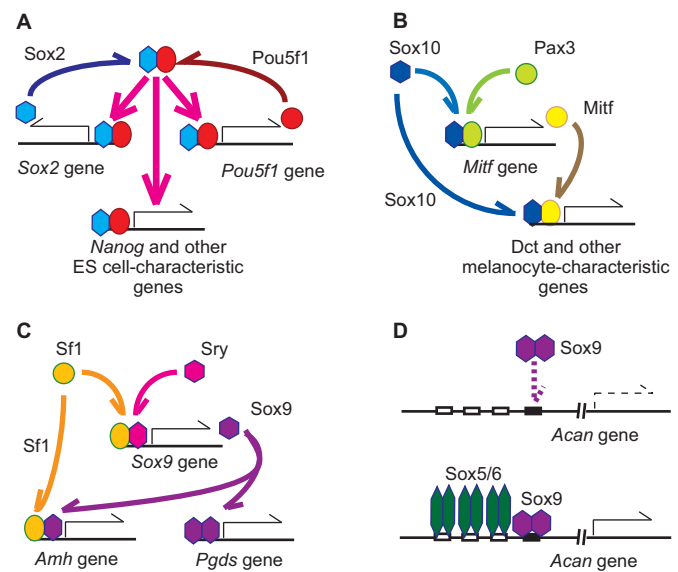 A
Sox2
Pou5f1
Sox2 gene
Pou5f1 gene
Nanog and other
ES cell-characteristic
genes
B
Sox10
Pax3
Mitf
Mitf gene
Sox10
Dct and other
melanocyte-characteristic
genes
C
Sf1
Sry
Sox9
Sox9 gene
Sf1
Amh gene
Pgds gene
D
Sox9
Acan gene
Sox5/6
Sox9
Acan gene